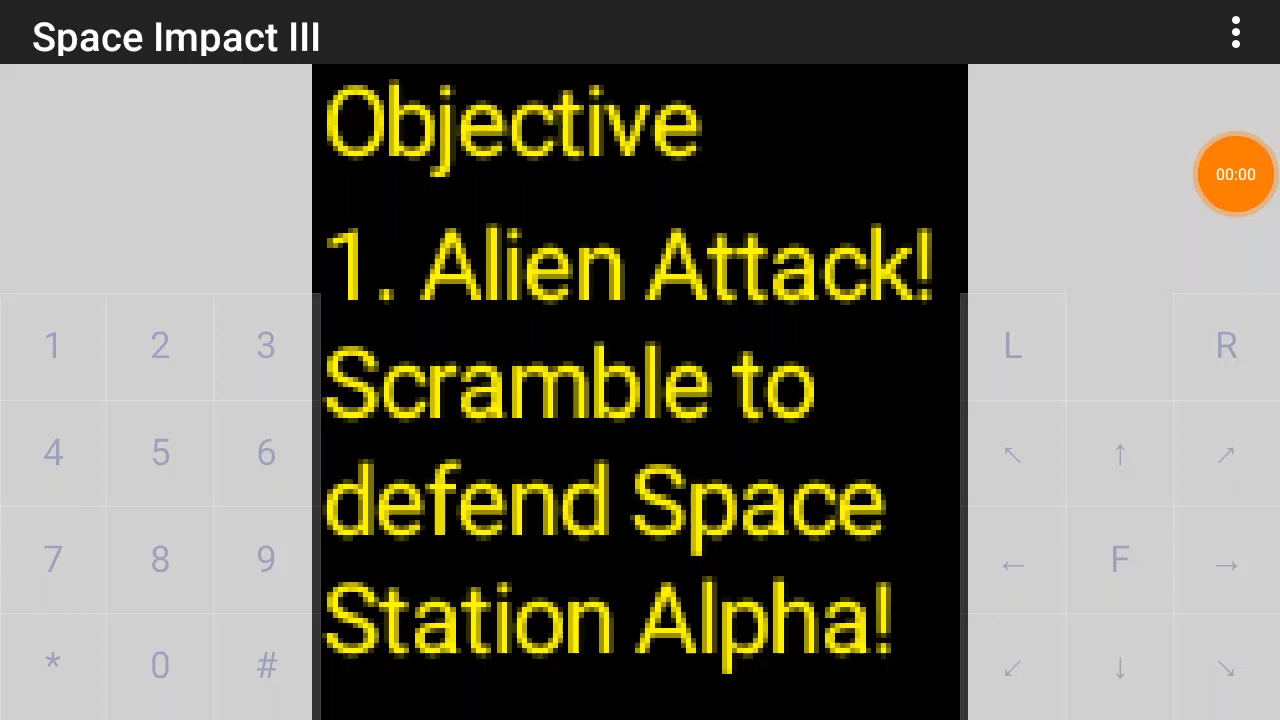 Space Impact III
00:00
Objective
1. Alien Attack!
Scramble to
defend Space
Station Alpha!
1 2 3
4 5 6
7 8 9
* 0 #
L R
↖ ↑ ↗
← F →
↙ ↓ ↘